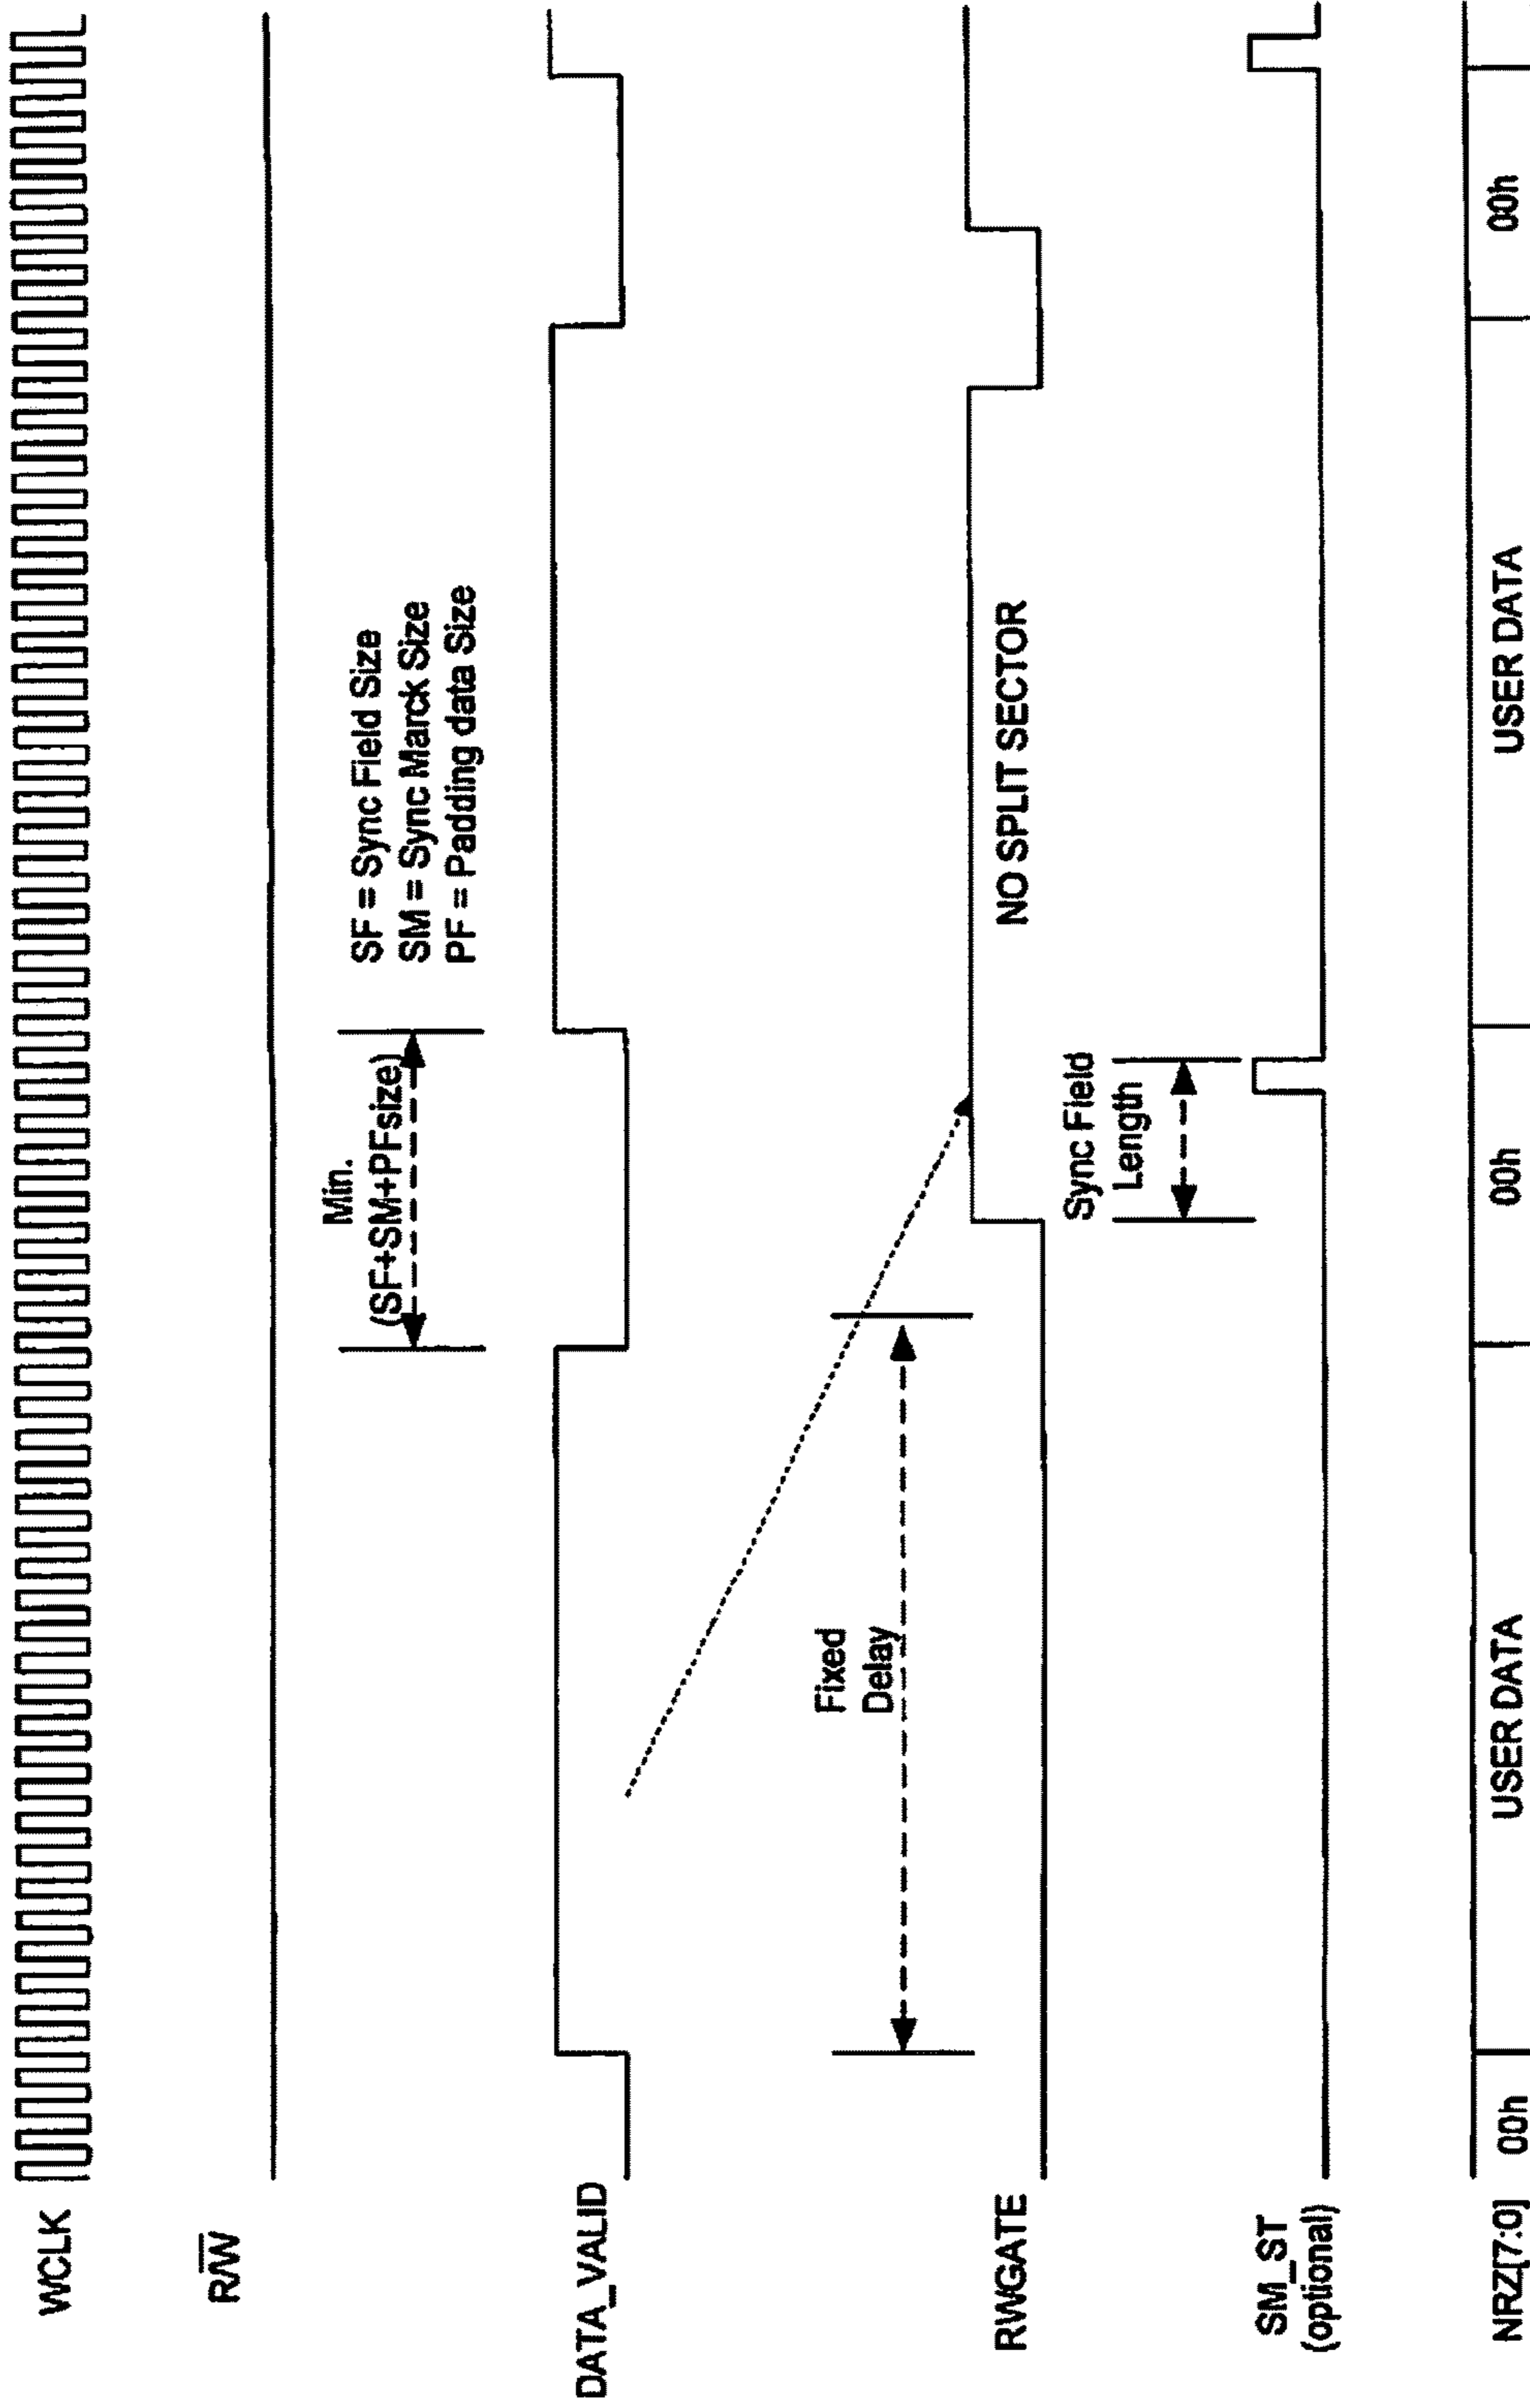 WCLK
R/W
Min.
(SF+SM+PFsize)
SF = Sync Field Size
SM = Sync Marck Size
PF = Padding data Size
DATA_VALID
Fixed
Delay
RWGATE
NO SPLIT SECTOR
Sync Field
Length
SM_ST
(optional)
NRZ[7:0]
00h
USER DATA
00h
USER DATA
00h